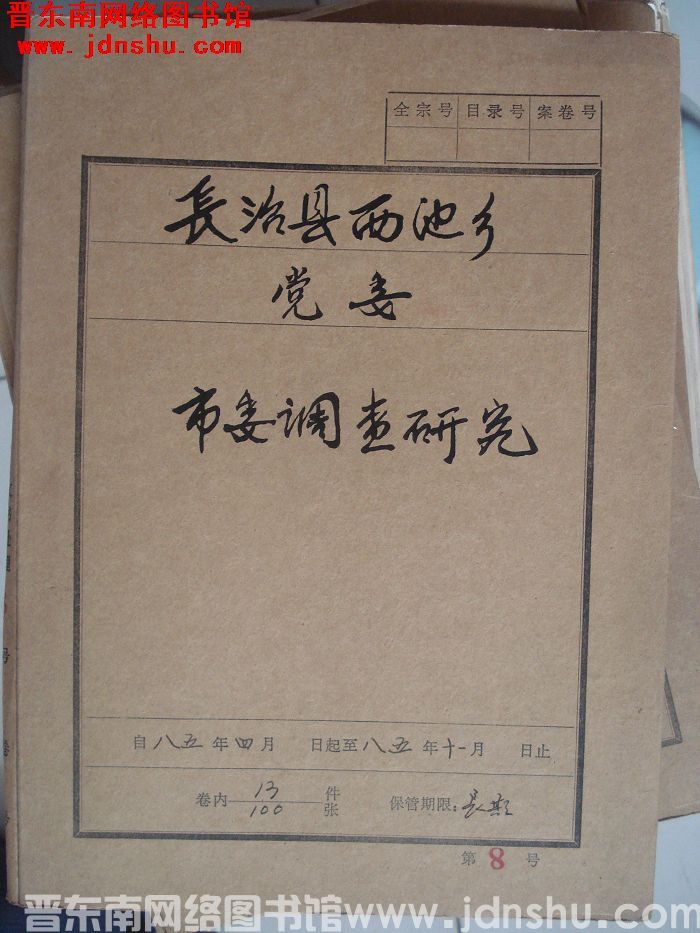 晋东南网络图书馆
www.jdnshu.com
全宗号 目录号 案卷号
長治县西池乡
党委
市委调查研究
自八五年四月 日起至八五年十一月 日止
卷内 13 件 保管期限：长期
100 张
第8号
晋东南网络图书馆 www.jdnshu.com